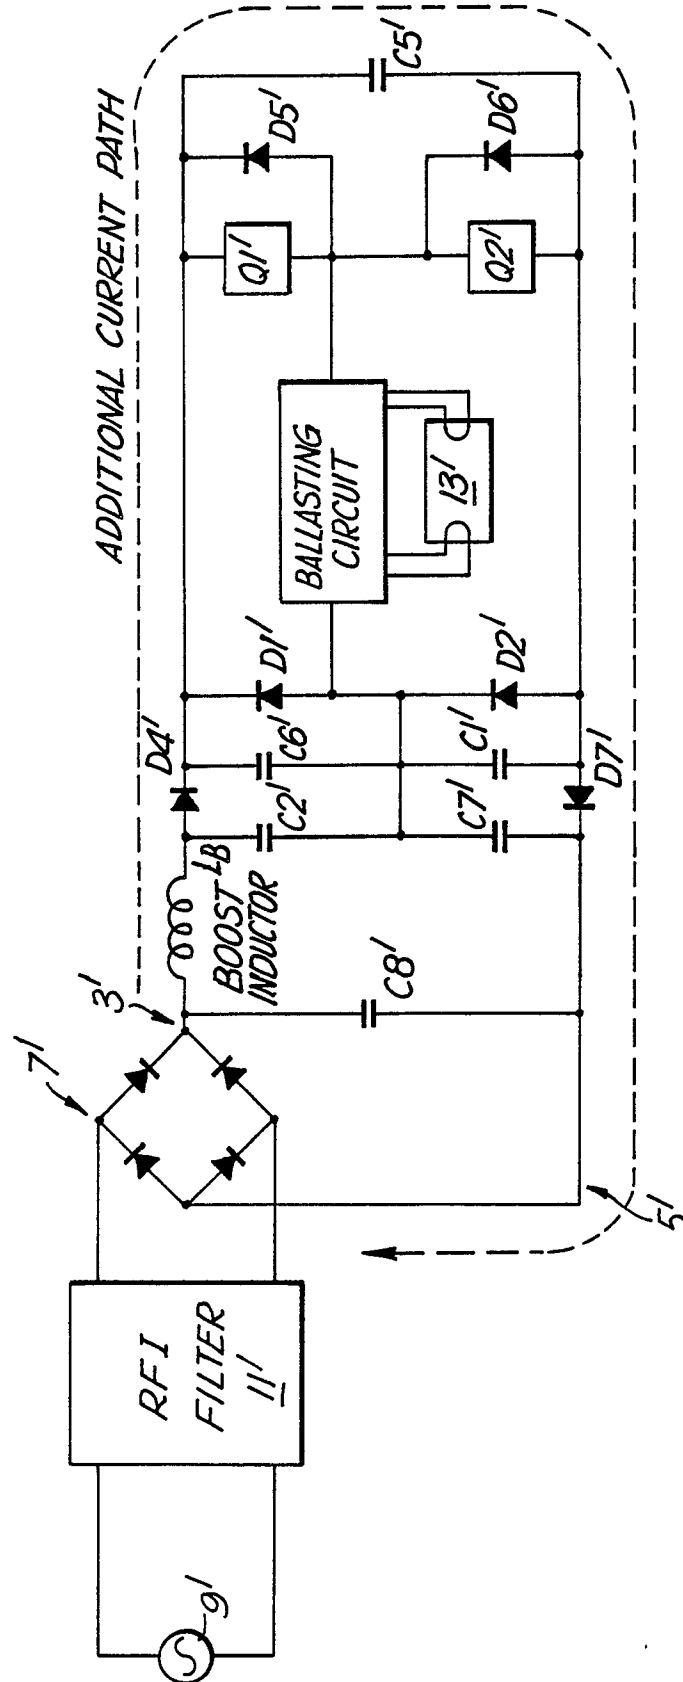 ADDITIONAL CURRENT PATH
9'
RFI
FILTER
11'
7'
3'
5'
BOOST LB
INDUCTOR
C8'
D4'
C2'
C6'
D1'
C7'
C1'
D2'
D7'
BALLASTING
CIRCUIT
13'
Q1'
D5'
C5'
Q2'
D6'